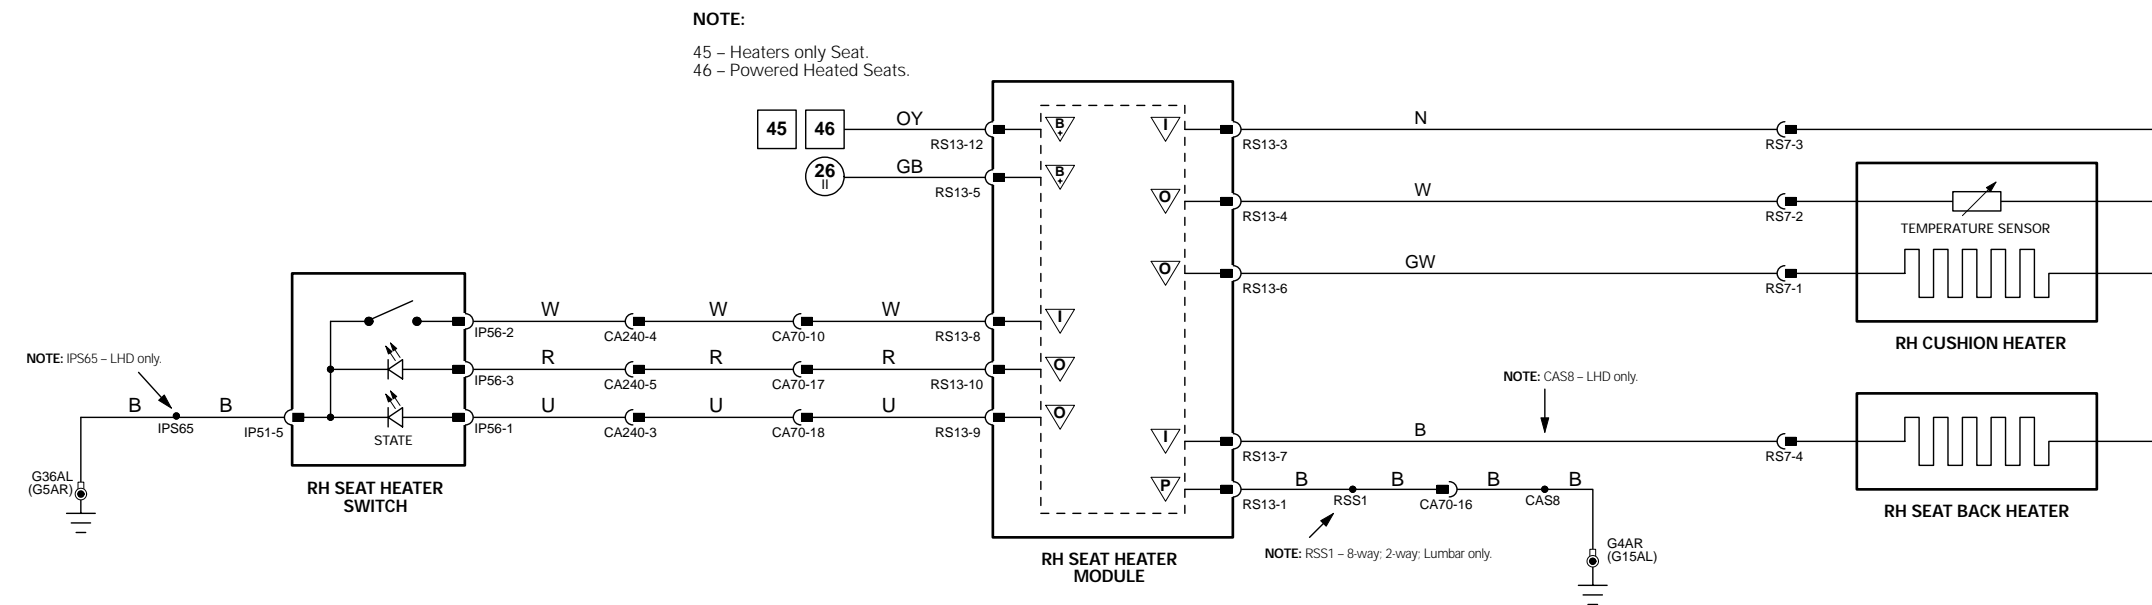 NOTE:
45 – Heaters only Seat.
46 – Powered Heated Seats.
45 46 OY RS13-12 B+ I RS13-3 N RS7-3
26 II GB RS13-5 B+
O RS13-4 W RS7-2
TEMPERATURE SENSOR
O RS13-6 GW RS7-1
RH CUSHION HEATER
IP56-2 W CA240-4 W CA70-10 W RS13-8 I
NOTE: IPS65 – LHD only.
IP56-3 R CA240-5 R CA70-17 R RS13-10 O
B IPS65 B IP51-5 STATE IP56-1 U CA240-3 U CA70-18 U RS13-9 O
G36AL
(G5AR)
RH SEAT HEATER
SWITCH
NOTE: CAS8 – LHD only.
I RS13-7 B RS7-4
P RS13-1 B RSS1 B CA70-16 B CAS8 B
RH SEAT BACK HEATER
NOTE: RSS1 – 8-way; 2-way; Lumbar only.
G4AR
(G15AL)
RH SEAT HEATER
MODULE